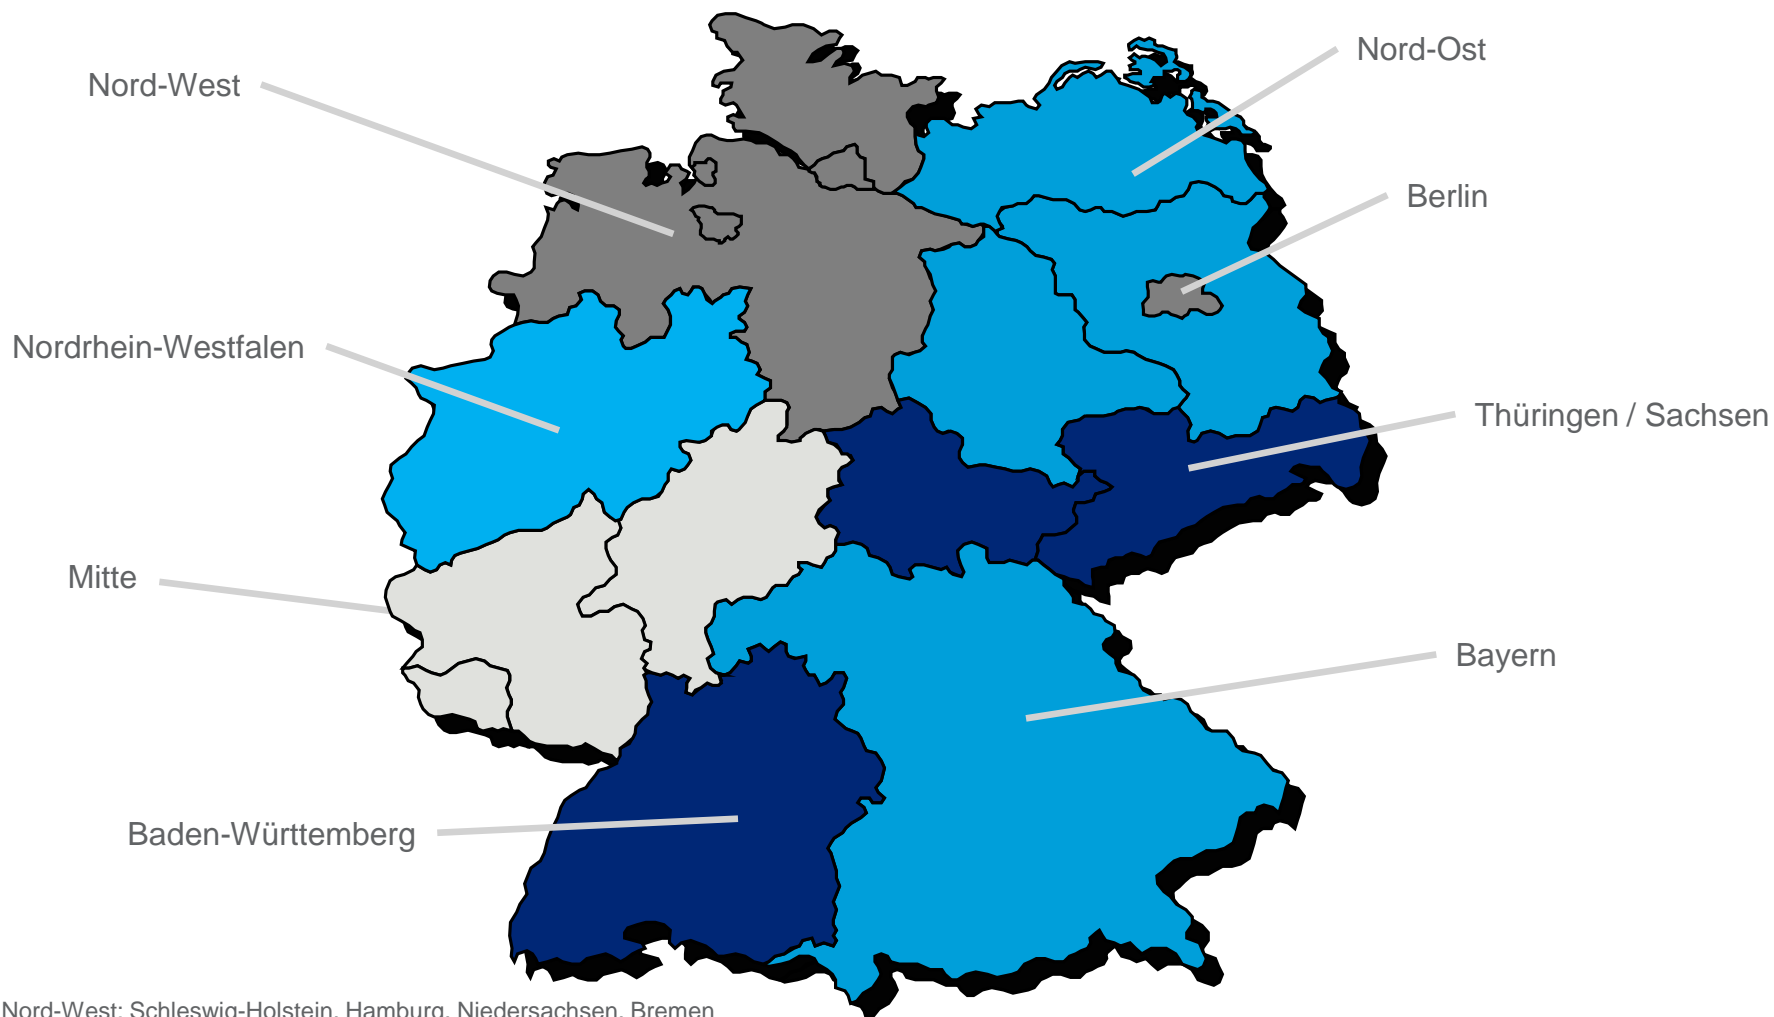 Nord-Ost
Nord-West
Berlin
Nordrhein-Westfalen
Thüringen / Sachsen
Mitte
Bayern
Baden-Württemberg
Nord-West: Schleswig-Holstein, Hamburg, Niedersachsen, Bremen